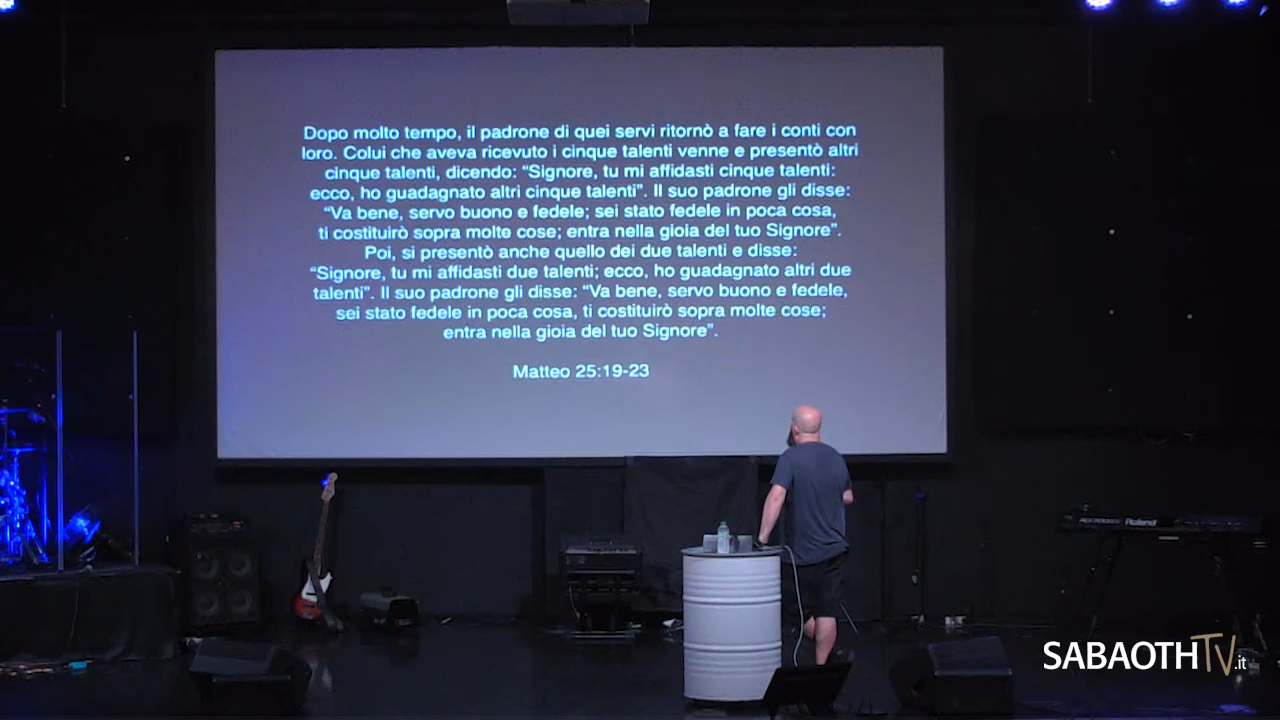 Dopo molto tempo, il padrone di quei servi ritornò a fare i conti con
loro. Colui che aveva ricevuto i cinque talenti venne e presentò altri
cinque talenti, dicendo: “Signore, tu mi affidasti cinque talenti:
ecco, ho guadagnato altri cinque talenti”. Il suo padrone gli disse:
“Va bene, servo buono e fedele; sei stato fedele in poca cosa,
ti costituirò sopra molte cose; entra nella gioia del tuo Signore”.
Poi, si presentò anche quello dei due talenti e disse:
“Signore, tu mi affidasti due talenti; ecco, ho guadagnato altri due
talenti”. Il suo padrone gli disse: “Va bene, servo buono e fedele,
sei stato fedele in poca cosa, ti costituirò sopra molte cose;
entra nella gioia del tuo Signore”.
Matteo 25:19-23
Roland
SABAOTHTV.it